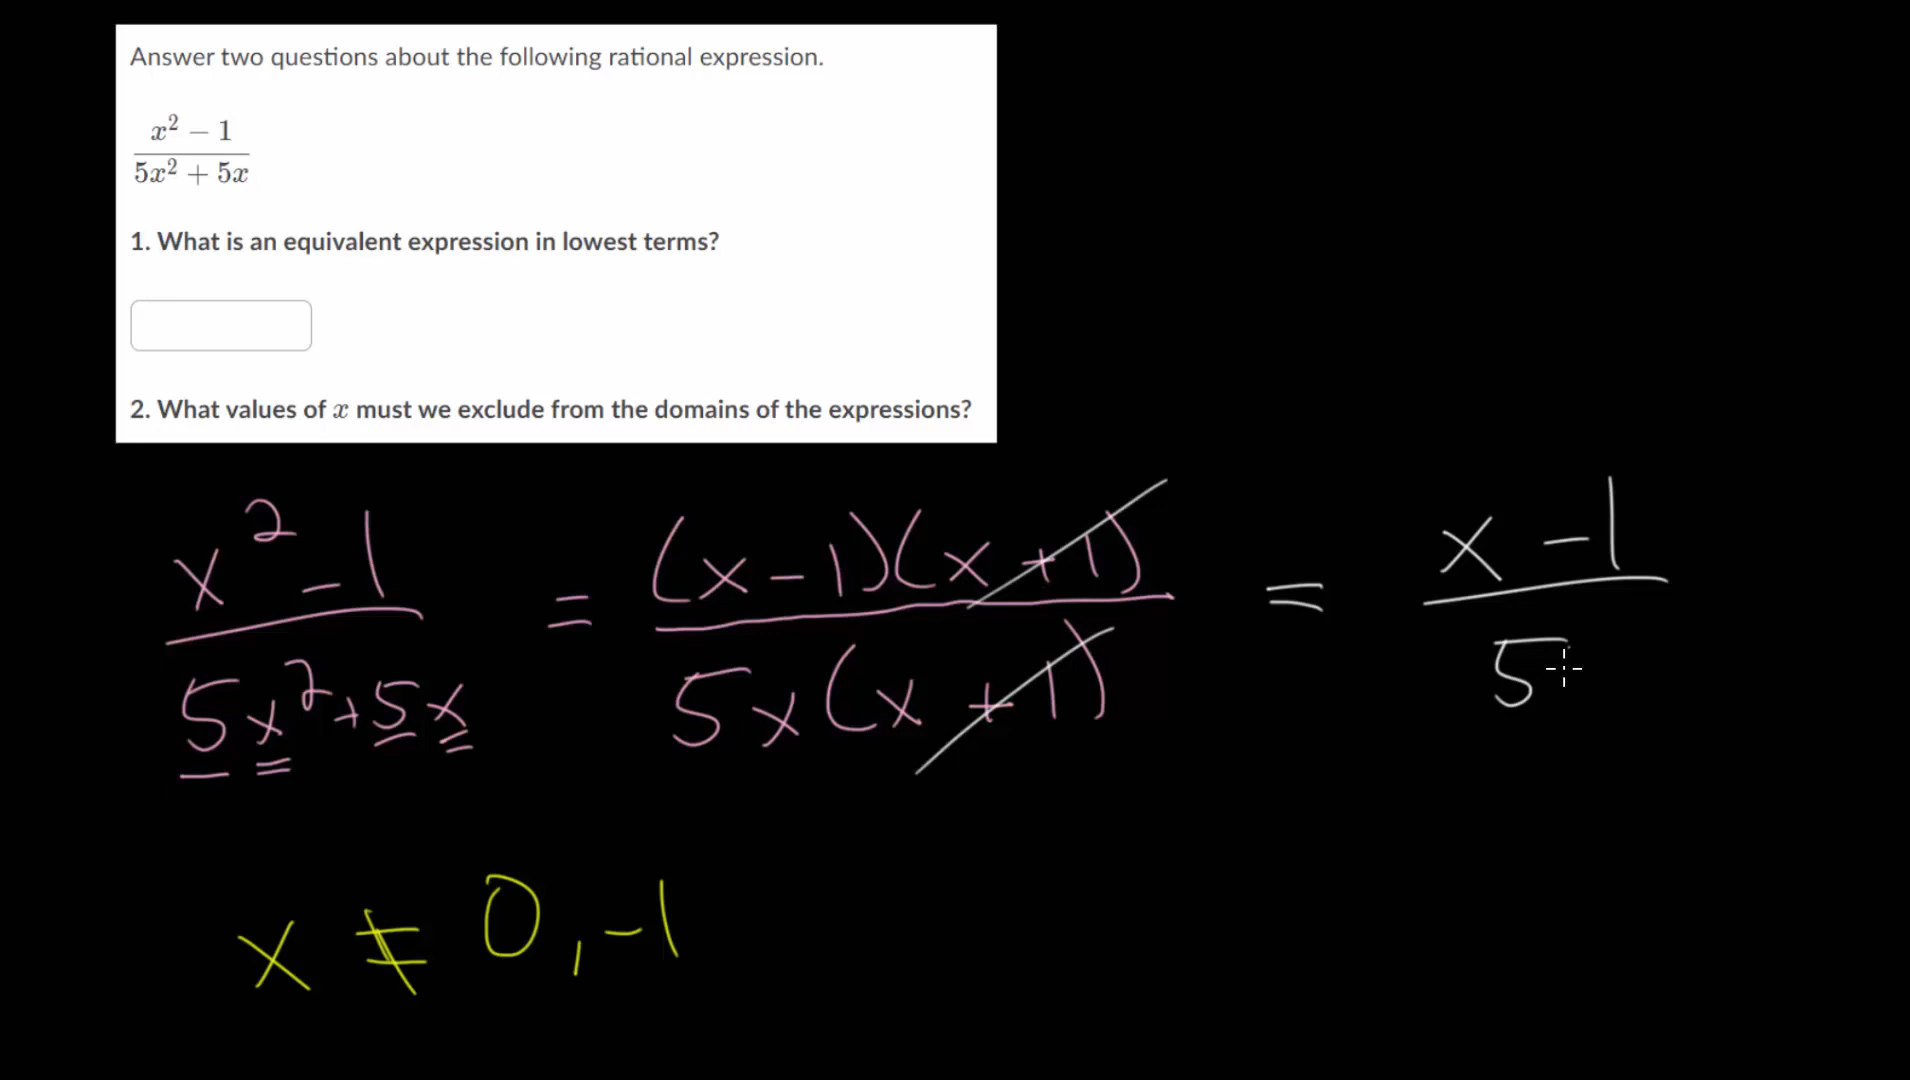 Answer two questions about the following rational expression.
x² − 1
5x² + 5x
1. What is an equivalent expression in lowest terms?
2. What values of x must we exclude from the domains of the expressions?
x² − 1 = (x − 1)(x + 1) = x − 1
5x² + 5x 5x(x + 1) 5
x ≠ 0, −1